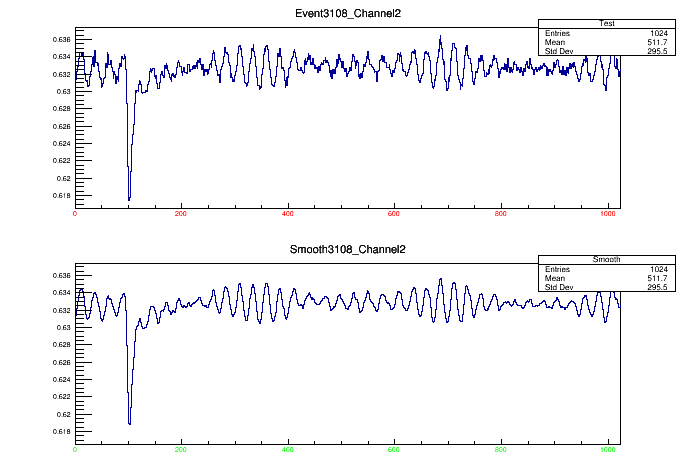 Event3108_Channel2
Test
Entries 1024
Mean 511.7
Std Dev 295.5
0.636
0.634
0.632
0.63
0.628
0.626
0.624
0.622
0.62
0.618
0 200 400 600 800 1000
Smooth3108_Channel2
Smooth
Entries 1024
Mean 511.7
Std Dev 295.5
0.636
0.634
0.632
0.63
0.628
0.626
0.624
0.622
0.62
0.618
0 200 400 600 800 1000